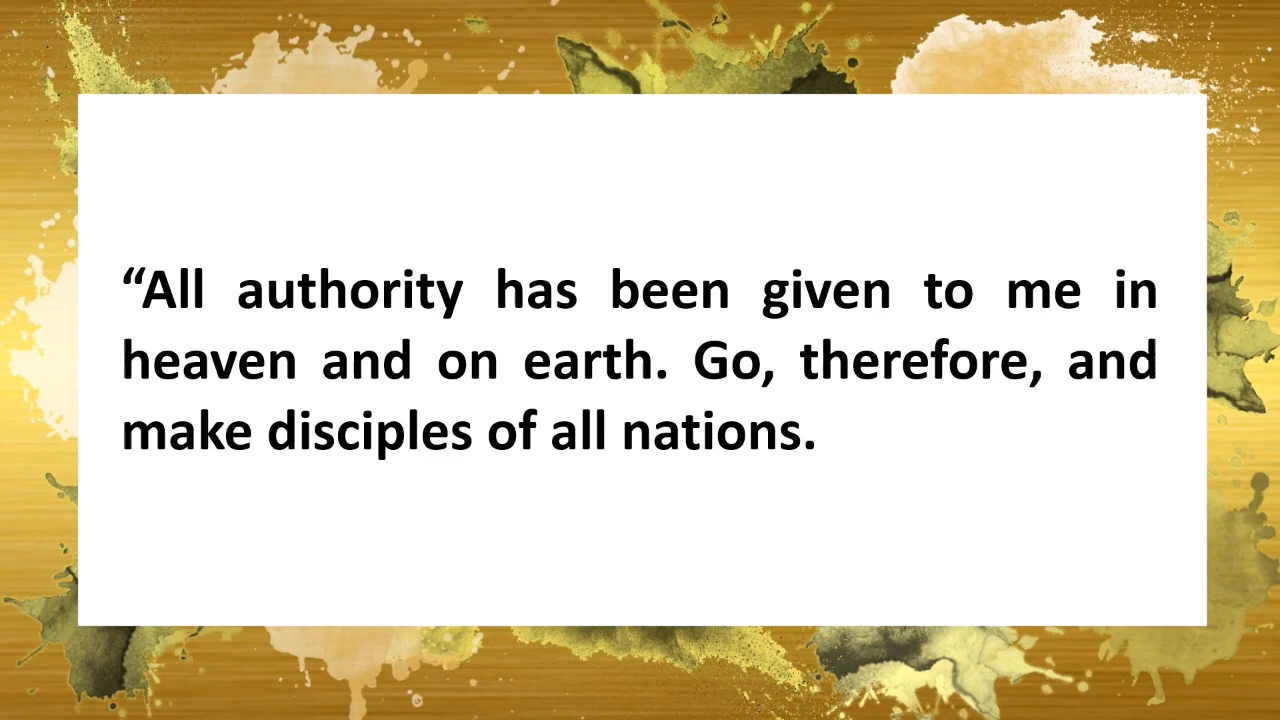 “All authority has been given to me in
heaven and on earth. Go, therefore, and
make disciples of all nations.